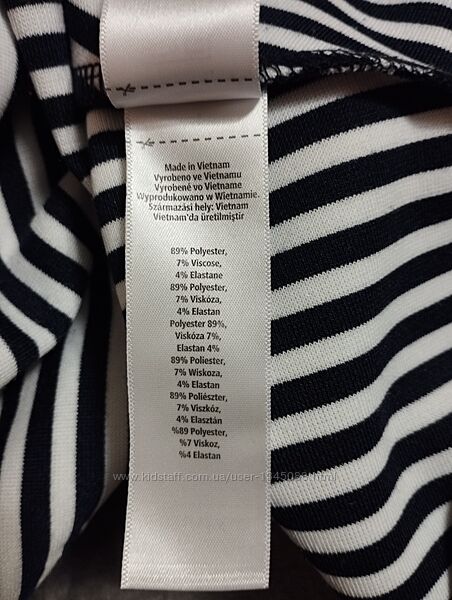 Made in Vietnam
Vyrobeno ve Vietnamu
Vyrobené vo Vietname
Wyprodukowano w Wietnamie.
Származási hely: Vietnam
Vietnam'da üretilmiştir
89% Polyester,
7% Viscose,
4% Elastane
89% Polyester,
7% Viskóza,
4% Elastan
Polyester 89%,
Viskóza 7%,
Elastan 4%
89% Poliester,
7% Wiskoza,
4% Elastan
89% Poliészter,
7% Viszkóz,
4% Elasztán
%89 Polyester,
%7 Viskoz,
%4 Elastan